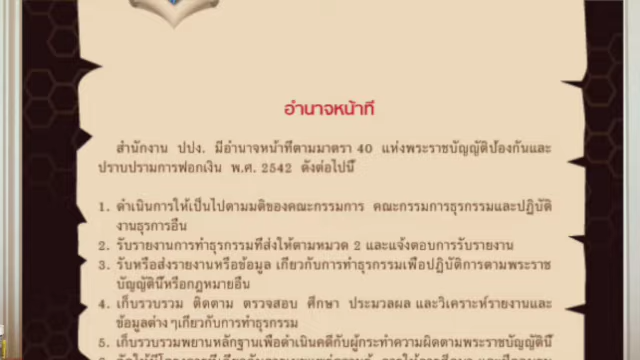 อำนาจหน้าที่
สำนักงาน ปปง. มีอำนาจหน้าที่ตามมาตรา 40 แห่งพระราชบัญญัติป้องกันและ
ปราบปรามการฟอกเงิน พ.ศ. 2542 ดังต่อไปนี้
1. ดำเนินการให้เป็นไปตามมติของคณะกรรมการ คณะกรรมการธุรกรรมและปฏิบัติ
งานธุรการอื่น
2. รับรายงานการทำธุรกรรมที่ส่งให้ตามหมวด 2 และแจ้งตอบการรับรายงาน
3. รับหรือส่งรายงานหรือข้อมูล เกี่ยวกับการทำธุรกรรมเพื่อปฏิบัติการตามพระราช
บัญญัตินี้หรือกฎหมายอื่น
4. เก็บรวบรวม ติดตาม ตรวจสอบ ศึกษา ประมวลผล และวิเคราะห์รายงานและ
ข้อมูลต่าง ๆเกี่ยวกับการทำธุรกรรม
5. เก็บรวบรวมพยานหลักฐานเพื่อดำเนินคดีกับผู้กระทำความผิดตามพระราชบัญญัตินี้